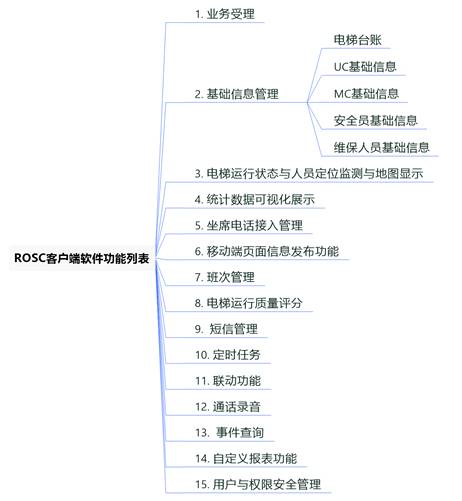 ROSC客户端软件功能列表
1. 业务受理
2. 基础信息管理
电梯台账
UC基础信息
MC基础信息
安全员基础信息
维保人员基础信息
3. 电梯运行状态与人员定位监测与地图显示
4. 统计数据可视化展示
5. 坐席电话接入管理
6. 移动端页面信息发布功能
7. 班次管理
8. 电梯运行质量评分
9. 短信管理
10. 定时任务
11. 联动功能
12. 通话录音
13. 事件查询
14. 自定义报表功能
15. 用户与权限安全管理